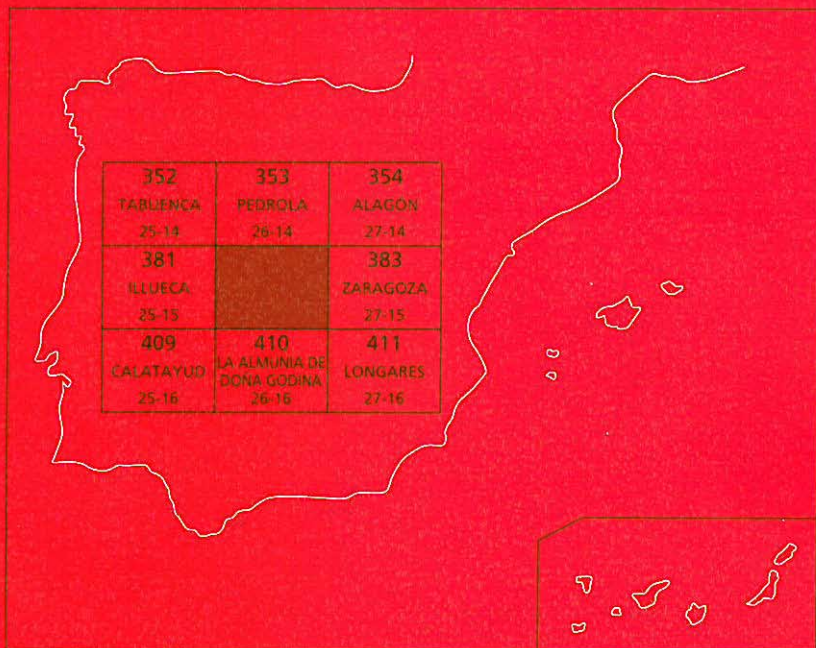 352
TABUENCA
25-14
353
PEDROLA
26-14
354
ALAGON
27-14
381
ILLUECA
25-15
383
ZARAGOZA
27-15
409
CALATAYUD
25-16
410
LA ALMUNIA DE
DOÑA GODINA
26-16
411
LONGARES
27-16